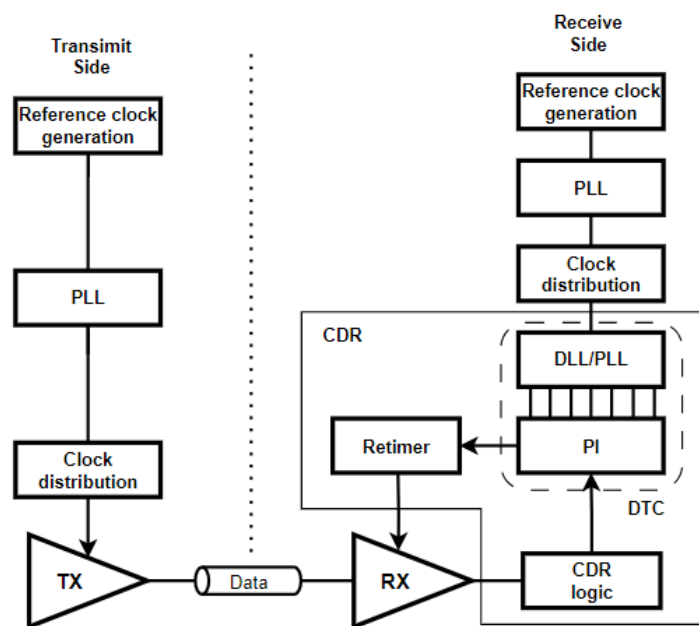 Transimit
Side
Receive
Side
Reference clock
generation
Reference clock
generation
PLL
PLL
Clock
distribution
CDR
DLL/PLL
Retimer
PI
Clock
distribution
DTC
TX
Data
RX
CDR
logic